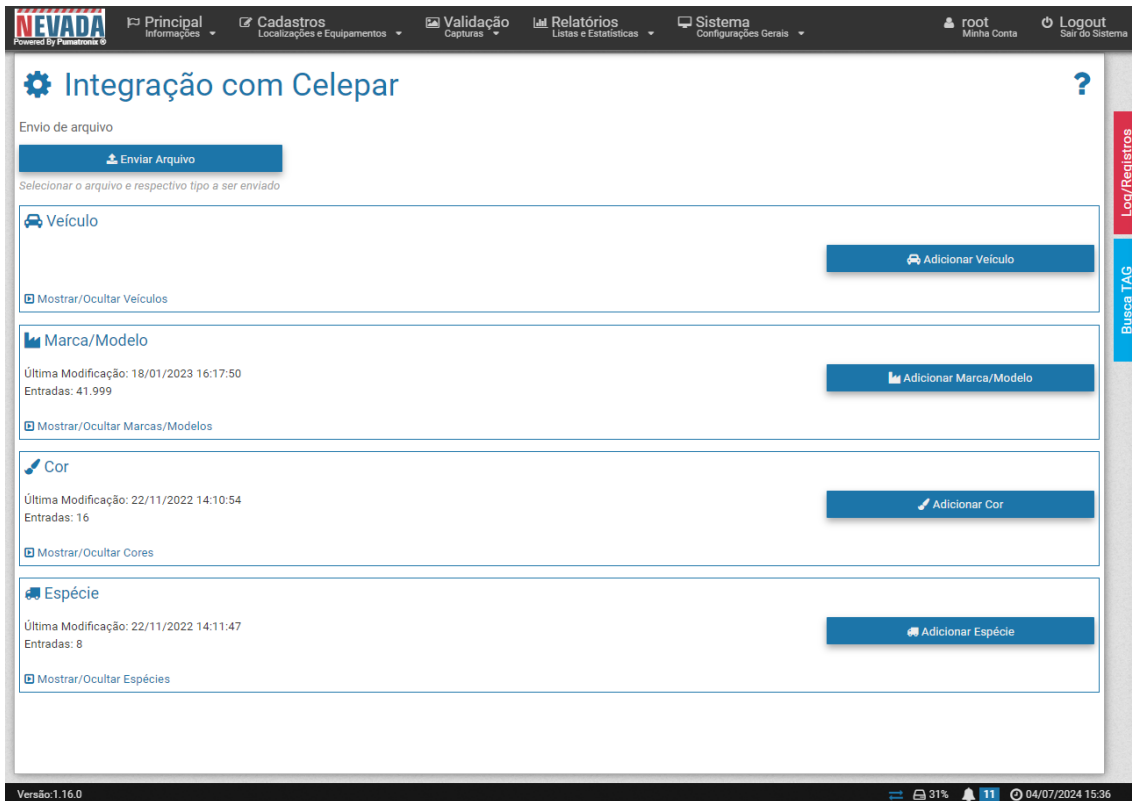 NEVADA
Powered By Pumatronix ®
Principal
Informações
Cadastros
Localizações e Equipamentos
Validação
Capturas
Relatórios
Listas e Estatísticas
Sistema
Configurações Gerais
root
Minha Conta
Logout
Sair do Sistema
Integração com Celepar
?
Envio de arquivo
Enviar Arquivo
Selecionar o arquivo e respectivo tipo a ser enviado
Veículo
Adicionar Veículo
Mostrar/Ocultar Veículos
Marca/Modelo
Última Modificação: 18/01/2023 16:17:50
Entradas: 41.999
Adicionar Marca/Modelo
Mostrar/Ocultar Marcas/Modelos
Cor
Última Modificação: 22/11/2022 14:10:54
Entradas: 16
Adicionar Cor
Mostrar/Ocultar Cores
Espécie
Última Modificação: 22/11/2022 14:11:47
Entradas: 8
Adicionar Espécie
Mostrar/Ocultar Espécies
Log/Registros
Busca TAG
Versão:1.16.0
31%
11
04/07/2024 15:36